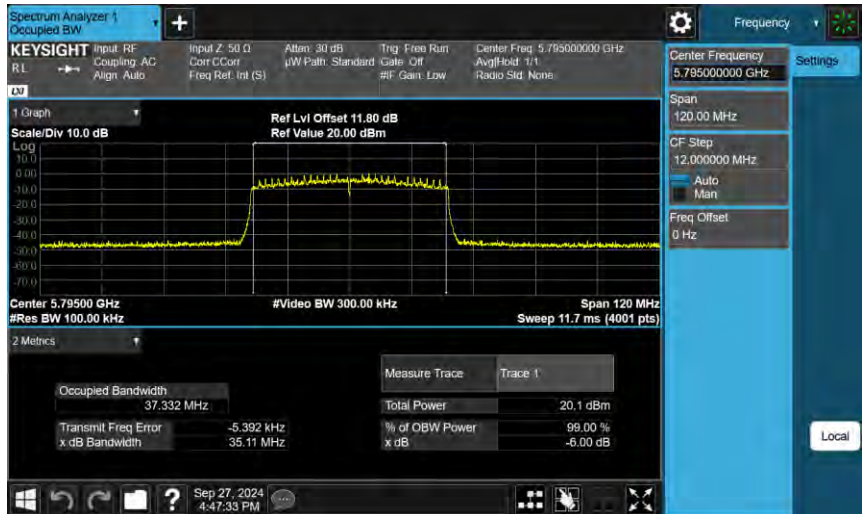 Spectrum Analyzer 1
Occupied BW
Frequency
KEYSIGHT
RL
LXI
Input: RF
Coupling: AC
Align: Auto
Input Z: 50 Ω
Corr CCorr
Freq Ref: Int (S)
Atten: 30 dB
µW Path: Standard
Trig: Free Run
Gate: Off
#IF Gain: Low
Center Freq: 5.795000000 GHz
Avg|Hold: 1/1
Radio Std: None
Center Frequency
5.795000000 GHz
Settings
Span
120.00 MHz
CF Step
12.000000 MHz
Auto
Man
Freq Offset
0 Hz
Local
1 Graph
Scale/Div 10.0 dB
Ref Lvl Offset 11.80 dB
Ref Value 20.00 dBm
Log
10.0
0.00
-10.0
-20.0
-30.0
-40.0
-50.0
-60.0
-70.0
Center 5.79500 GHz
#Res BW 100.00 kHz
#Video BW 300.00 kHz
Span 120 MHz
Sweep 11.7 ms (4001 pts)
2 Metrics
Measure Trace
Trace 1
Occupied Bandwidth
37.332 MHz
Total Power
20.1 dBm
Transmit Freq Error
-5.392 kHz
% of OBW Power
99.00 %
x dB Bandwidth
35.11 MHz
x dB
-6.00 dB
?
Sep 27, 2024
4:47:33 PM